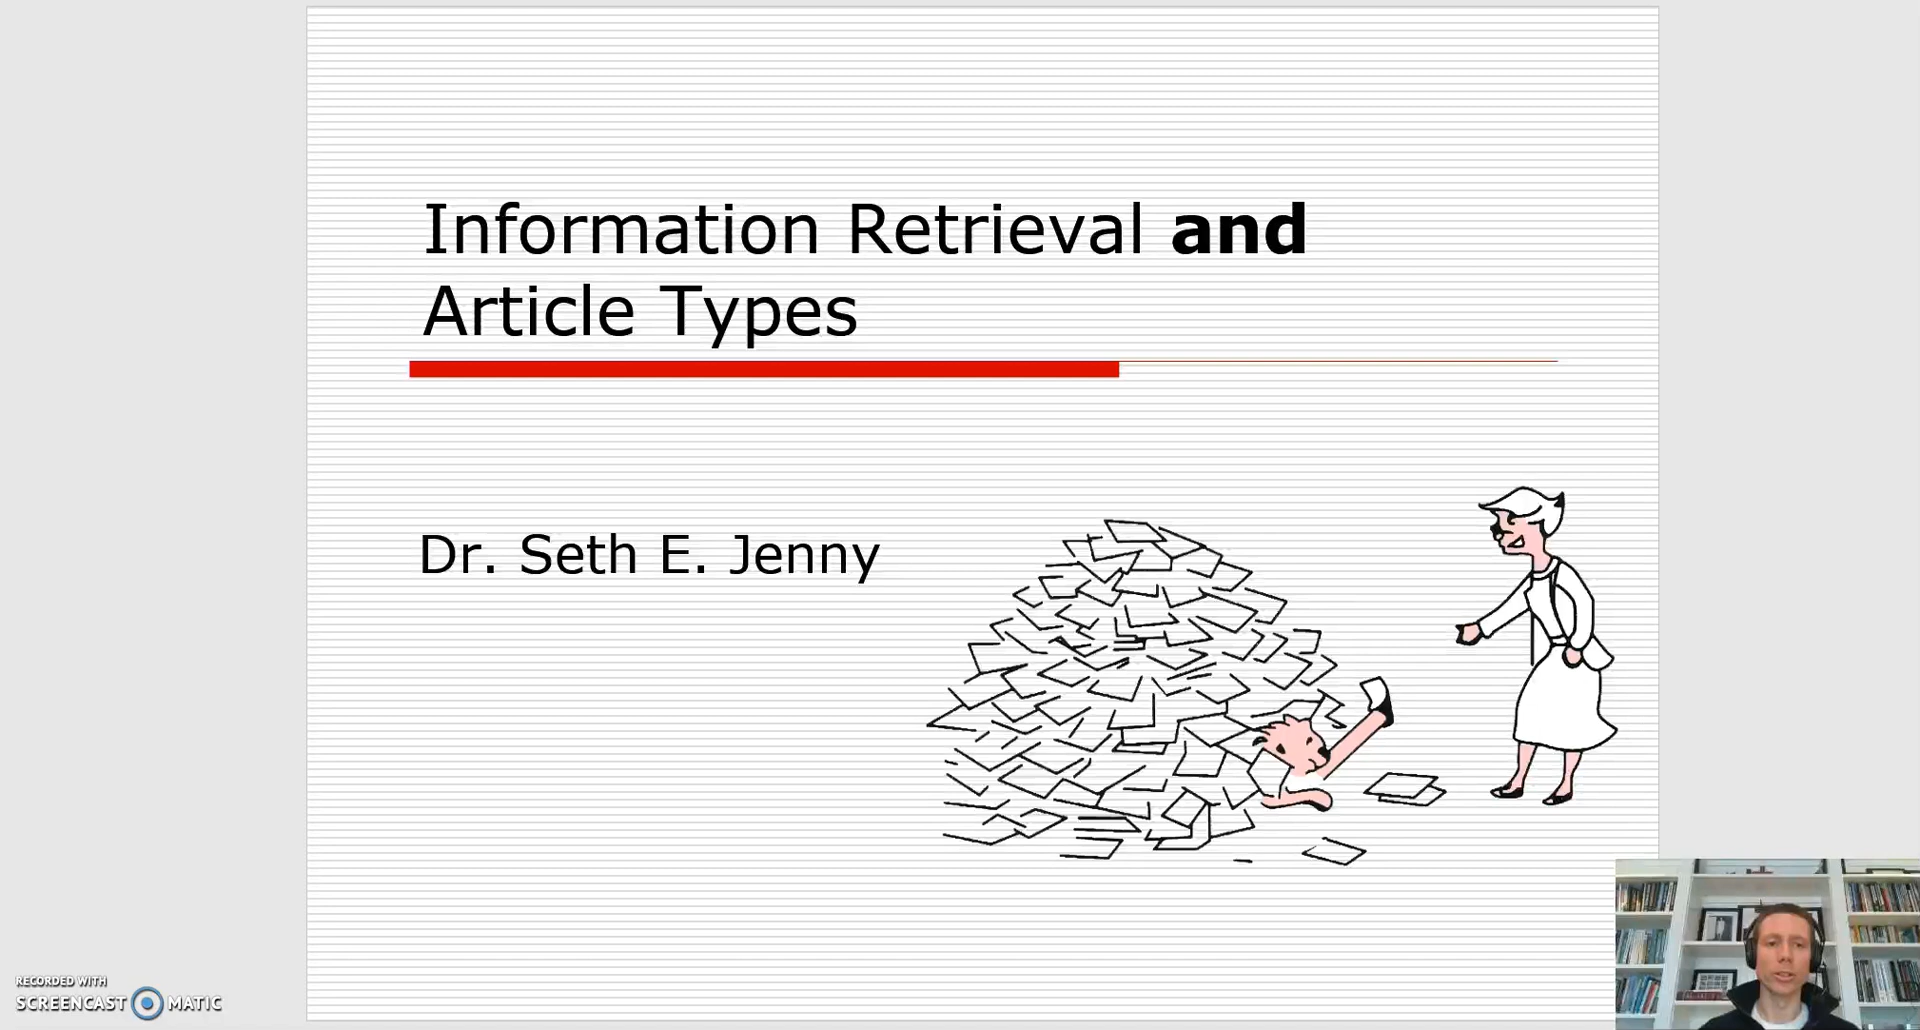 Information Retrieval and
Article Types
Dr. Seth E. Jenny
RECORDED WITH
SCREENCAST MATIC